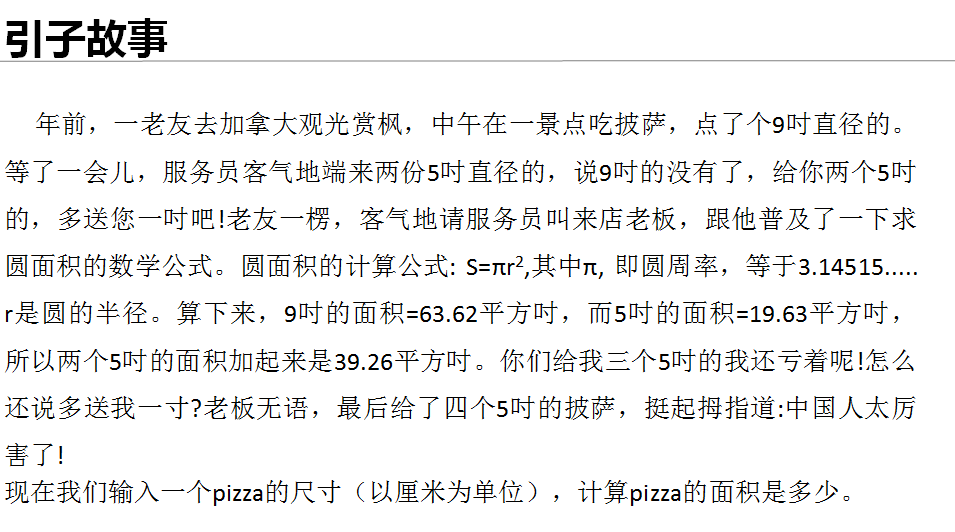 引子故事
年前，一老友去加拿大观光赏枫，中午在一景点吃披萨，点了个9吋直径的。
等了一会儿，服务员客气地端来两份5吋直径的，说9吋的没有了，给你两个5吋
的，多送您一吋吧!老友一楞，客气地请服务员叫来店老板，跟他普及了一下求
圆面积的数学公式。圆面积的计算公式: S=πr²,其中π, 即圆周率，等于3.14515.....
r是圆的半径。算下来，9吋的面积=63.62平方吋，而5吋的面积=19.63平方吋，
所以两个5吋的面积加起来是39.26平方吋。你们给我三个5吋的我还亏着呢!怎么
还说多送我一寸?老板无语，最后给了四个5吋的披萨，挺起拇指道:中国人太厉
害了!
现在我们输入一个pizza的尺寸（以厘米为单位），计算pizza的面积是多少。